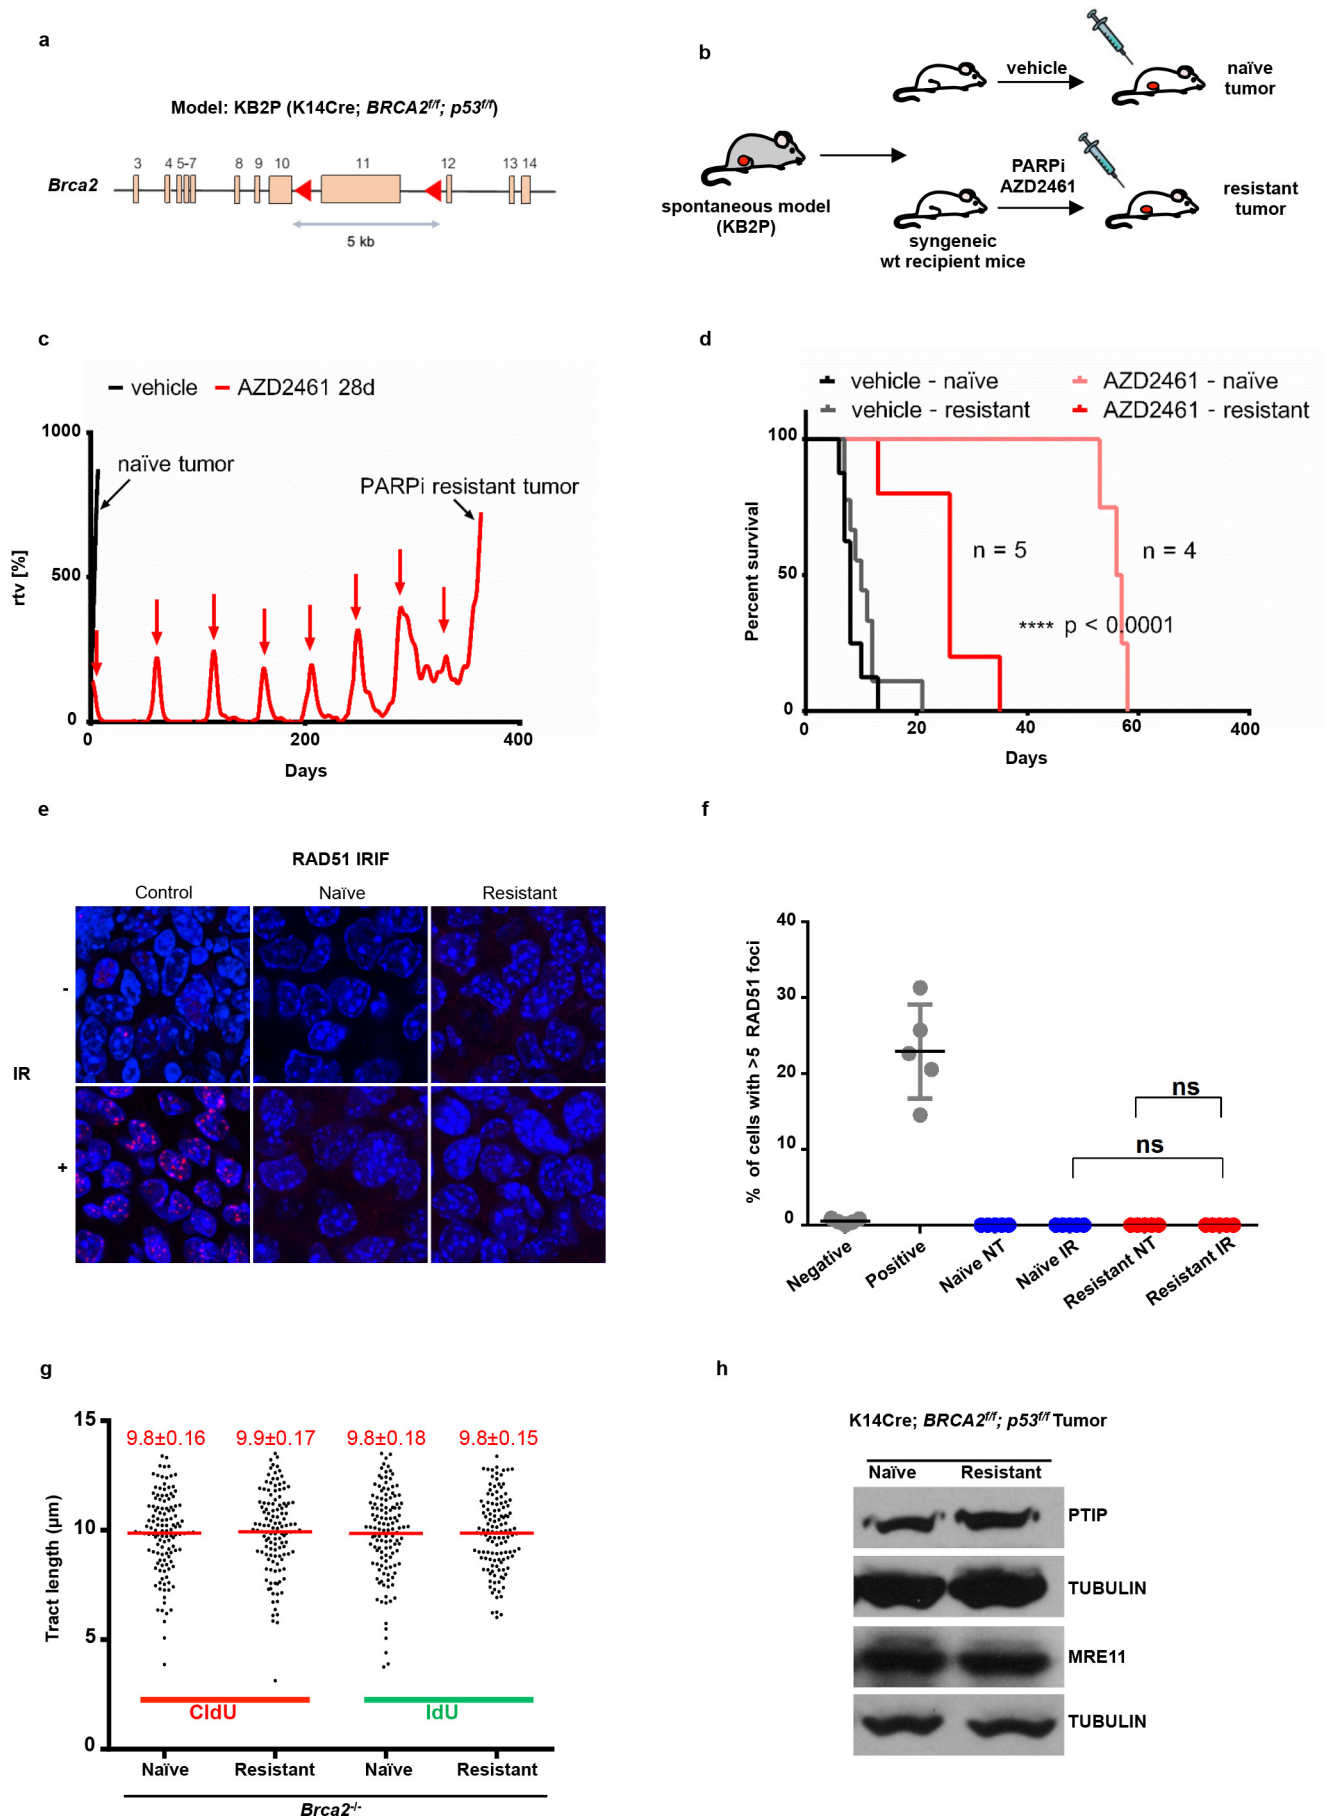 a
Model: KB2P (K14Cre; BRCA2f/f; p53f/f)
3 4 5-7 8 9 10 11 12 13 14
Brca2
5 kb
b
vehicle
naïve
tumor
PARPi
AZD2461
resistant
tumor
spontaneous model
(KB2P)
syngeneic
wt recipient mice
c
vehicle AZD2461 28d
1000
naïve tumor
PARPi resistant tumor
500
rtv [%]
0
0 200 400
Days
d
vehicle - naïve AZD2461 - naïve
vehicle - resistant AZD2461 - resistant
100
n = 5 n = 4
50
**** p < 0.0001
Percent survival
0
0 20 40 60 400
Days
e
RAD51 IRIF
Control Naïve Resistant
-
IR
+
f
40
30
20
10
0
% of cells with >5 RAD51 foci
ns
ns
Negative Positive Naïve NT Naïve IR Resistant NT Resistant IR
g
15
9.8±0.16 9.9±0.17 9.8±0.18 9.8±0.15
10
Tract length (µm)
5
CldU IdU
0
Naïve Resistant Naïve Resistant
Brca2-/-
h
K14Cre; BRCA2f/f; p53f/f Tumor
Naïve Resistant
PTIP
TUBULIN
MRE11
TUBULIN